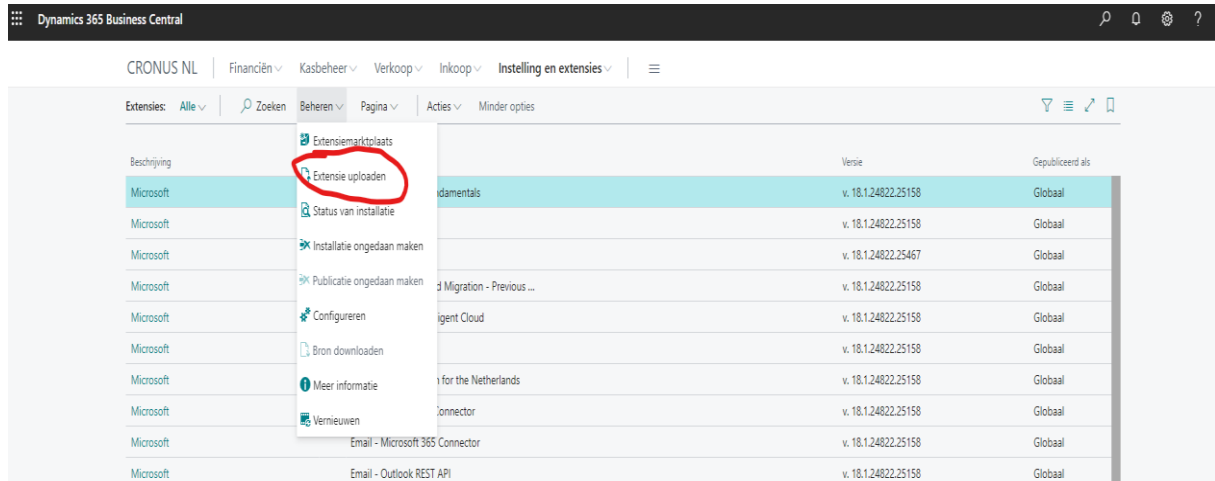 Dynamics 365 Business Central
CRONUS NL Financiën Kasbeheer Verkoop Inkoop Instelling en extensies
Extensies: Alle Zoeken Beheren Pagina Acties Minder opties
Extensiemarktplaats
Extensie uploaden
Status van installatie
Installatie ongedaan maken
Publicatie ongedaan maken
Configureren
Bron downloaden
Meer informatie
Vernieuwen
Beschrijving Versie Gepubliceerd als
Microsoft ndamentals v. 18.1.24822.25158 Globaal
Microsoft v. 18.1.24822.25158 Globaal
Microsoft v. 18.1.24822.25467 Globaal
Microsoft d Migration - Previous ... v. 18.1.24822.25158 Globaal
Microsoft igent Cloud v. 18.1.24822.25158 Globaal
Microsoft v. 18.1.24822.25158 Globaal
Microsoft n for the Netherlands v. 18.1.24822.25158 Globaal
Microsoft Connector v. 18.1.24822.25158 Globaal
Microsoft Email - Microsoft 365 Connector v. 18.1.24822.25158 Globaal
Microsoft Email - Outlook REST API v. 18.1.24822.25158 Globaal